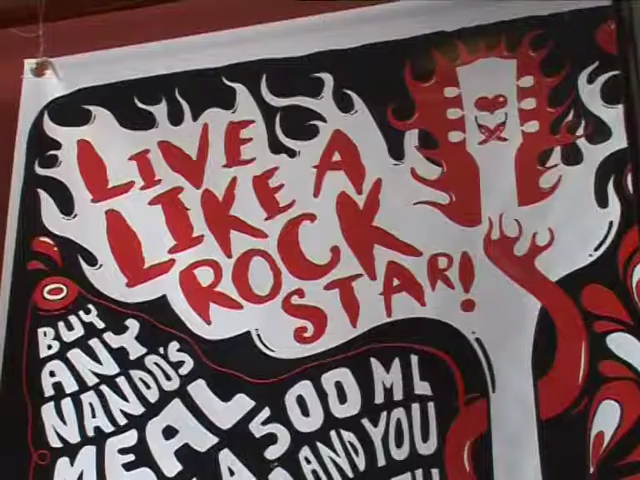 LIVE
LIKE A
ROCK
STAR!
BUY
ANY
NANDO'S
MEAL
A 500 ML
AND YOU